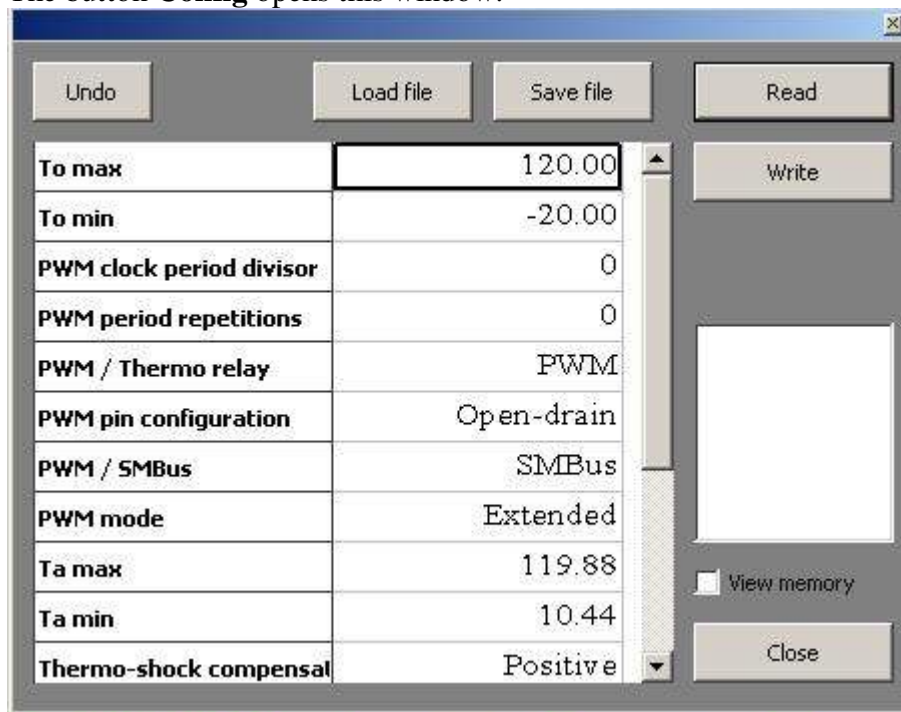 The button Config opens this window:
Undo Load file Save file Read
Write
To max 120.00
To min -20.00
PWM clock period divisor 0
PWM period repetitions 0
PWM / Thermo relay PWM
PWM pin configuration Open-drain
PWM / SMBus SMBus
PWM mode Extended
Ta max 119.88
Ta min 10.44
Thermo-shock compensat Positive
View memory
Close